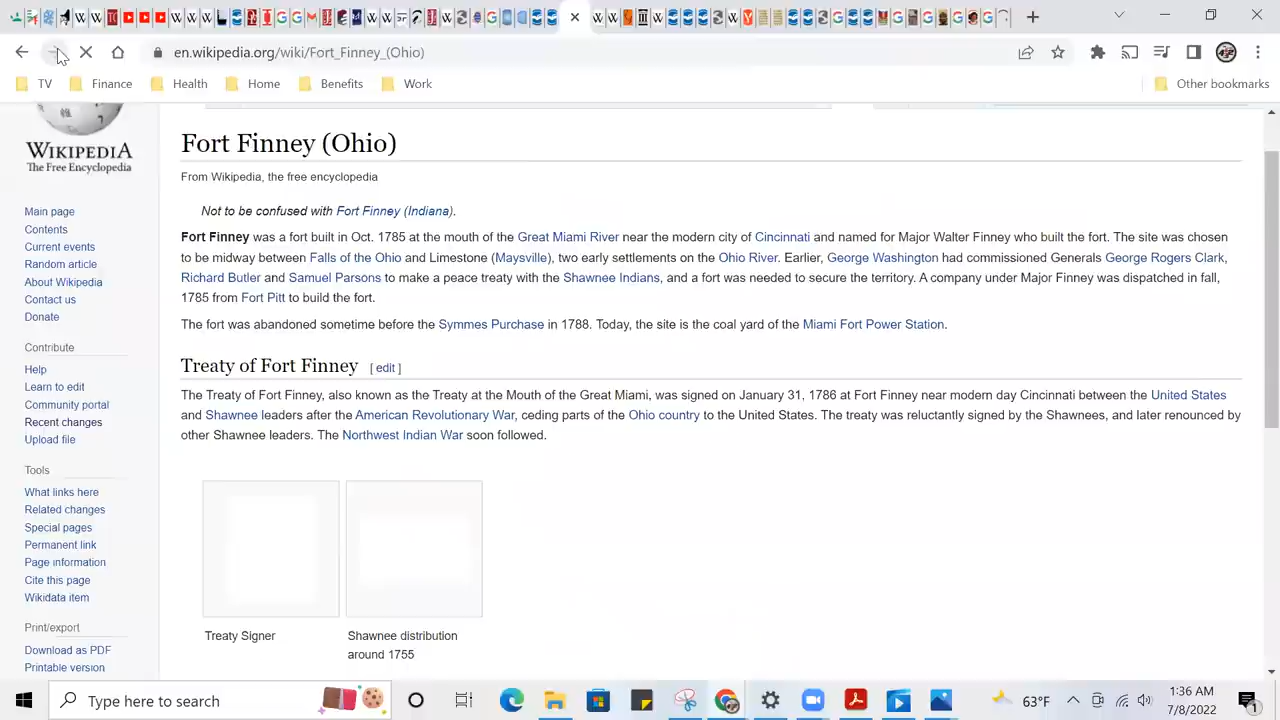 en.wikipedia.org/wiki/Fort_Finney_(Ohio)
TV Finance Health Home Benefits Work Other bookmarks
WIKIPEDIA
The Free Encyclopedia
Main page
Contents
Current events
Random article
About Wikipedia
Contact us
Donate
Contribute
Help
Learn to edit
Community portal
Recent changes
Upload file
Tools
What links here
Related changes
Special pages
Permanent link
Page information
Cite this page
Wikidata item
Print/export
Download as PDF
Printable version
Fort Finney (Ohio)
From Wikipedia, the free encyclopedia
Not to be confused with Fort Finney (Indiana).
Fort Finney was a fort built in Oct. 1785 at the mouth of the Great Miami River near the modern city of Cincinnati and named for Major Walter Finney who built the fort. The site was chosen
to be midway between Falls of the Ohio and Limestone (Maysville), two early settlements on the Ohio River. Earlier, George Washington had commissioned Generals George Rogers Clark,
Richard Butler and Samuel Parsons to make a peace treaty with the Shawnee Indians, and a fort was needed to secure the territory. A company under Major Finney was dispatched in fall,
1785 from Fort Pitt to build the fort.
The fort was abandoned sometime before the Symmes Purchase in 1788. Today, the site is the coal yard of the Miami Fort Power Station.
Treaty of Fort Finney [ edit ]
The Treaty of Fort Finney, also known as the Treaty at the Mouth of the Great Miami, was signed on January 31, 1786 at Fort Finney near modern day Cincinnati between the United States
and Shawnee leaders after the American Revolutionary War, ceding parts of the Ohio country to the United States. The treaty was reluctantly signed by the Shawnees, and later renounced by
other Shawnee leaders. The Northwest Indian War soon followed.
Treaty Signer
Shawnee distribution
around 1755
Type here to search
63°F
1:36 AM
7/8/2022